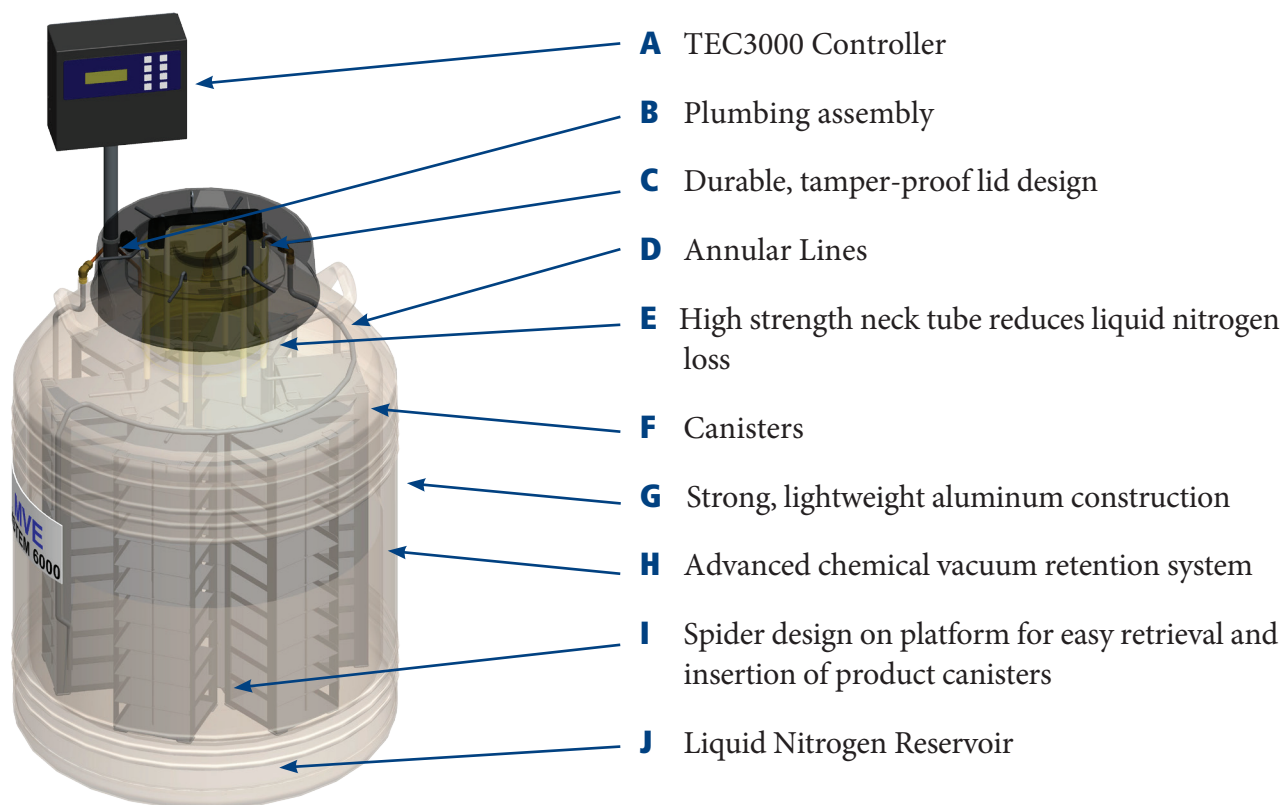 A TEC3000 Controller
B Plumbing assembly
C Durable, tamper-proof lid design
D Annular Lines
E High strength neck tube reduces liquid nitrogen
loss
F Canisters
G Strong, lightweight aluminum construction
MVE
STEM 6000
H Advanced chemical vacuum retention system
I Spider design on platform for easy retrieval and
insertion of product canisters
J Liquid Nitrogen Reservoir